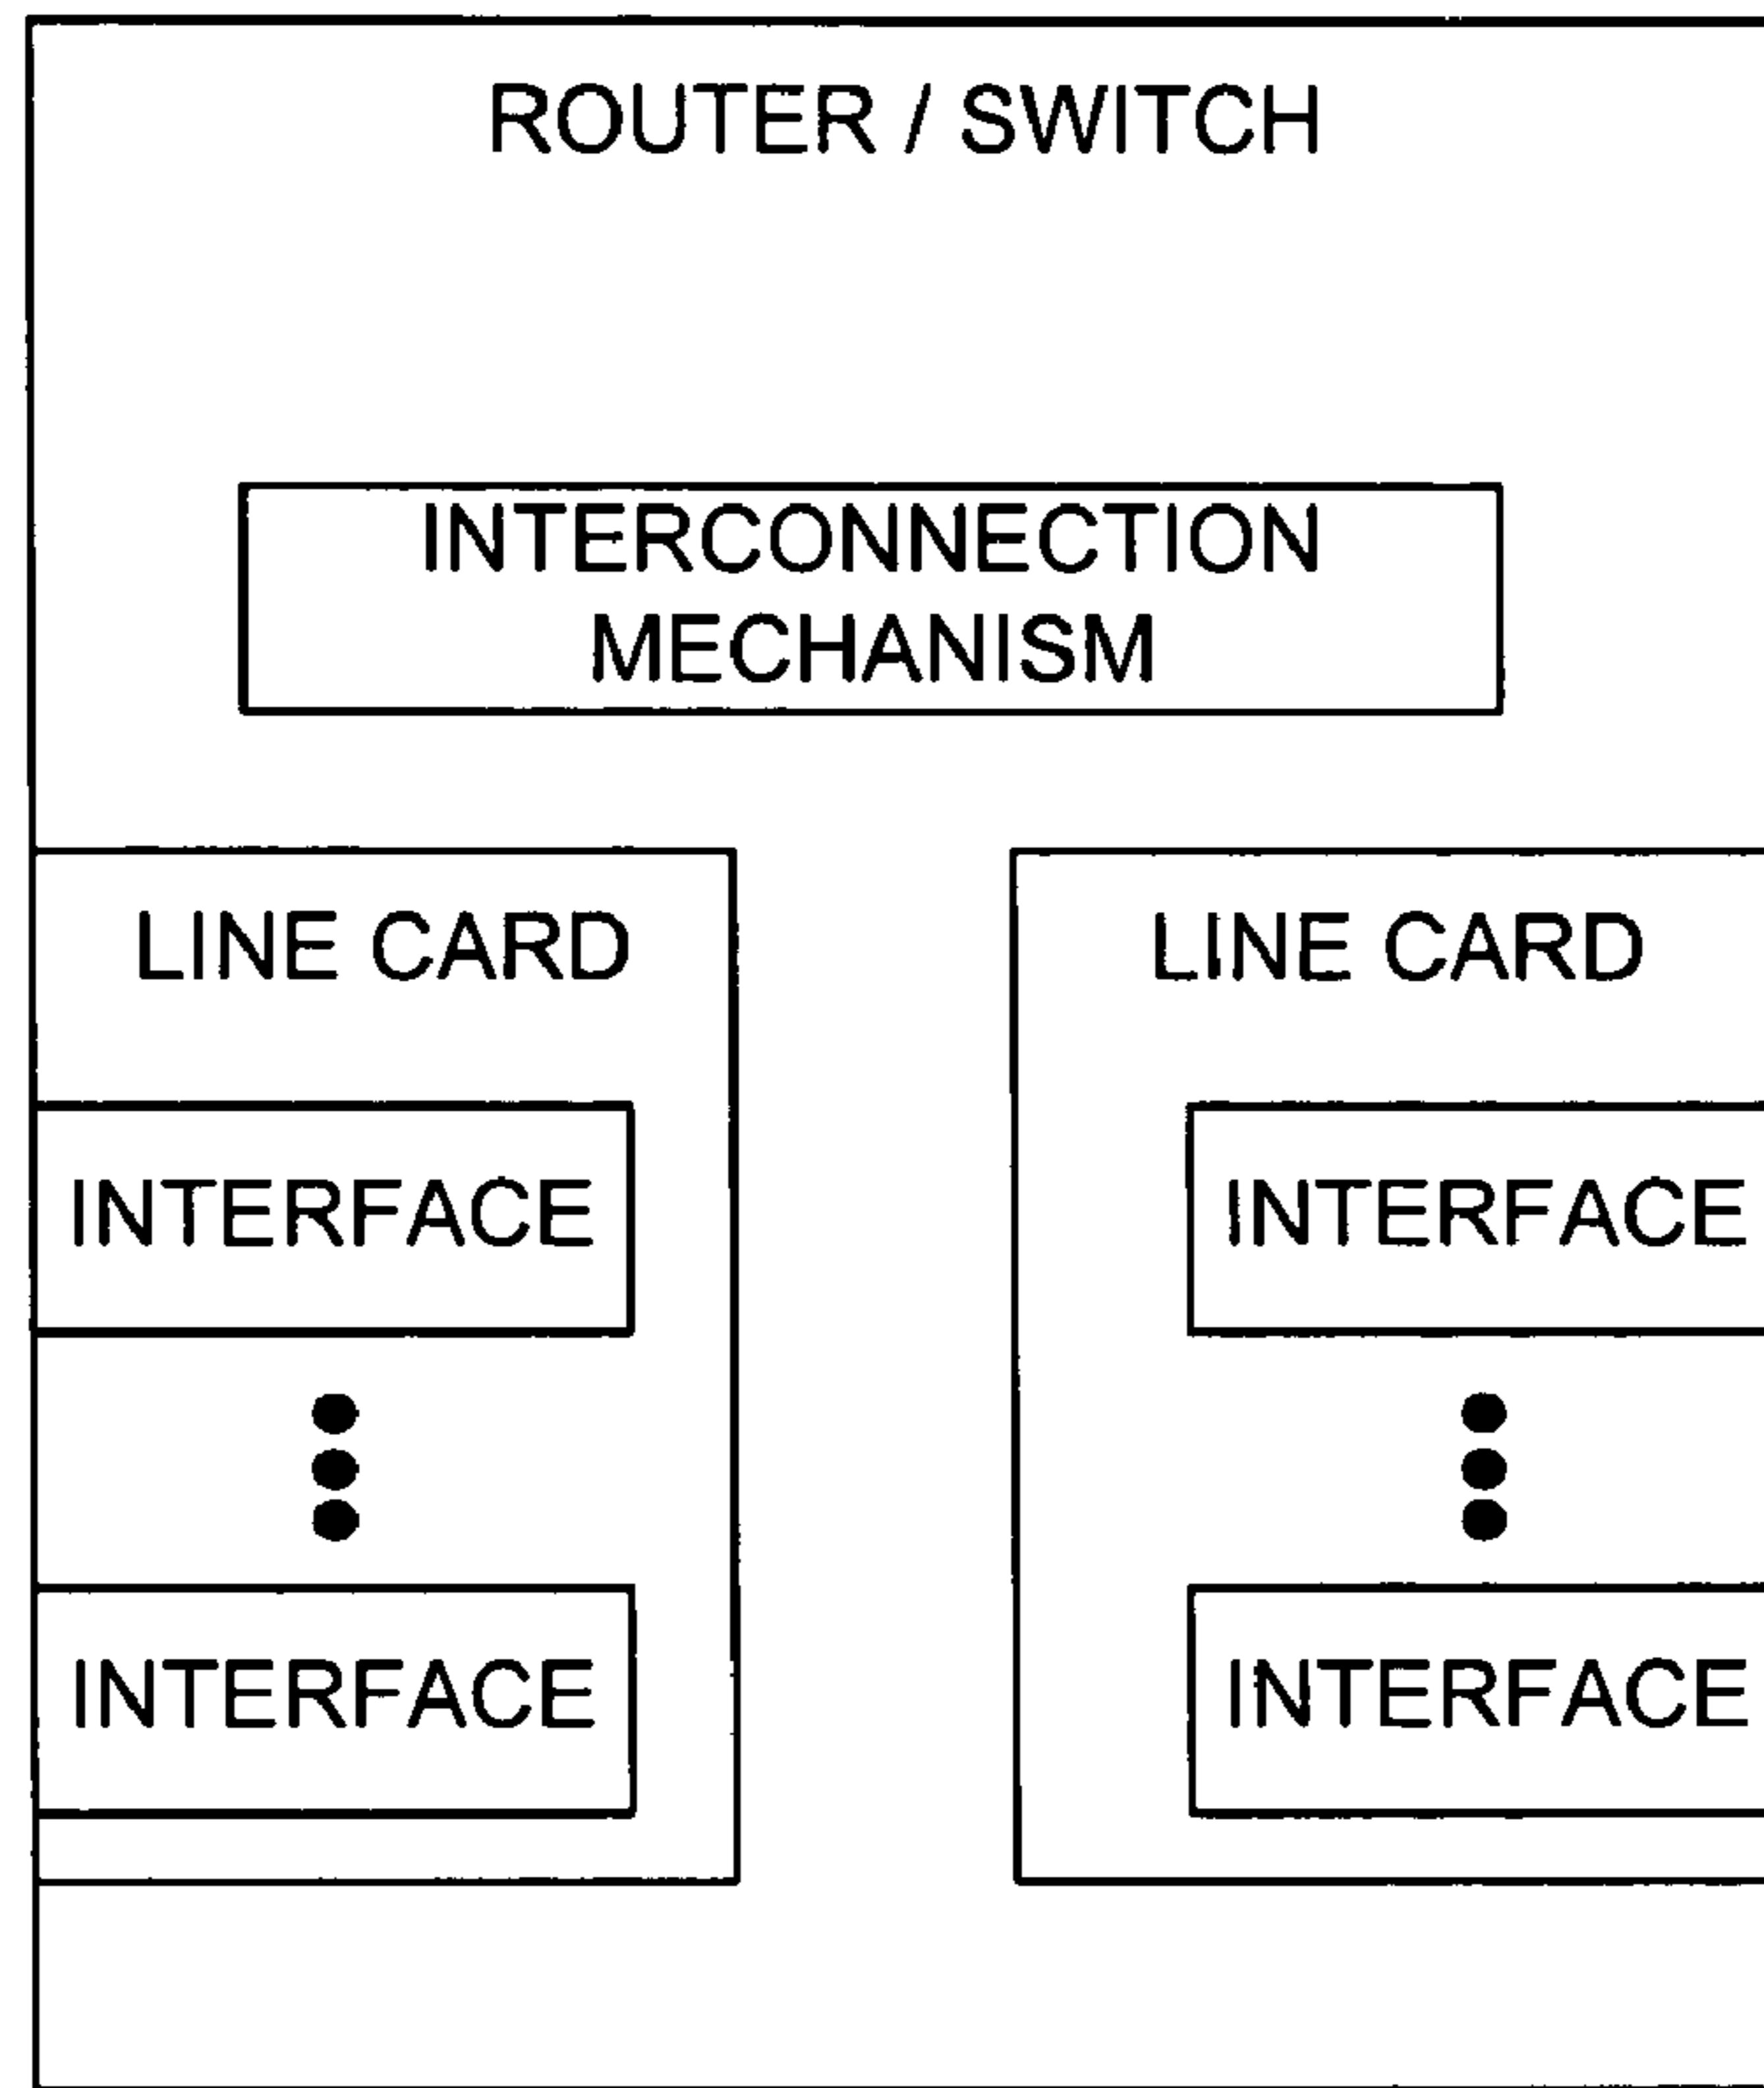 ROUTER / SWITCH
INTERCONNECTION
MECHANISM
LINE CARD
INTERFACE
INTERFACE
LINE CARD
INTERFACE
INTERFACE